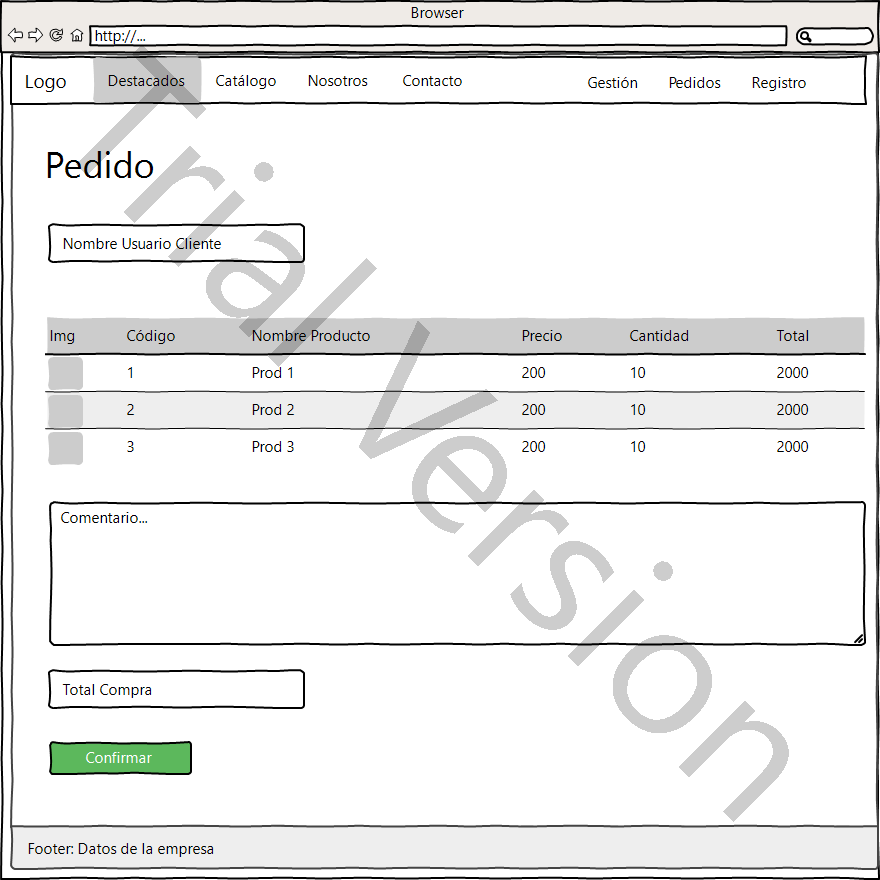 Browser
http://...
Logo Destacados Catálogo Nosotros Contacto Gestión Pedidos Registro
Pedido
Nombre Usuario Cliente
Img Código Nombre Producto Precio Cantidad Total
1 Prod 1 200 10 2000
2 Prod 2 200 10 2000
3 Prod 3 200 10 2000
Comentario...
Total Compra
Confirmar
Footer: Datos de la empresa
Trial Version